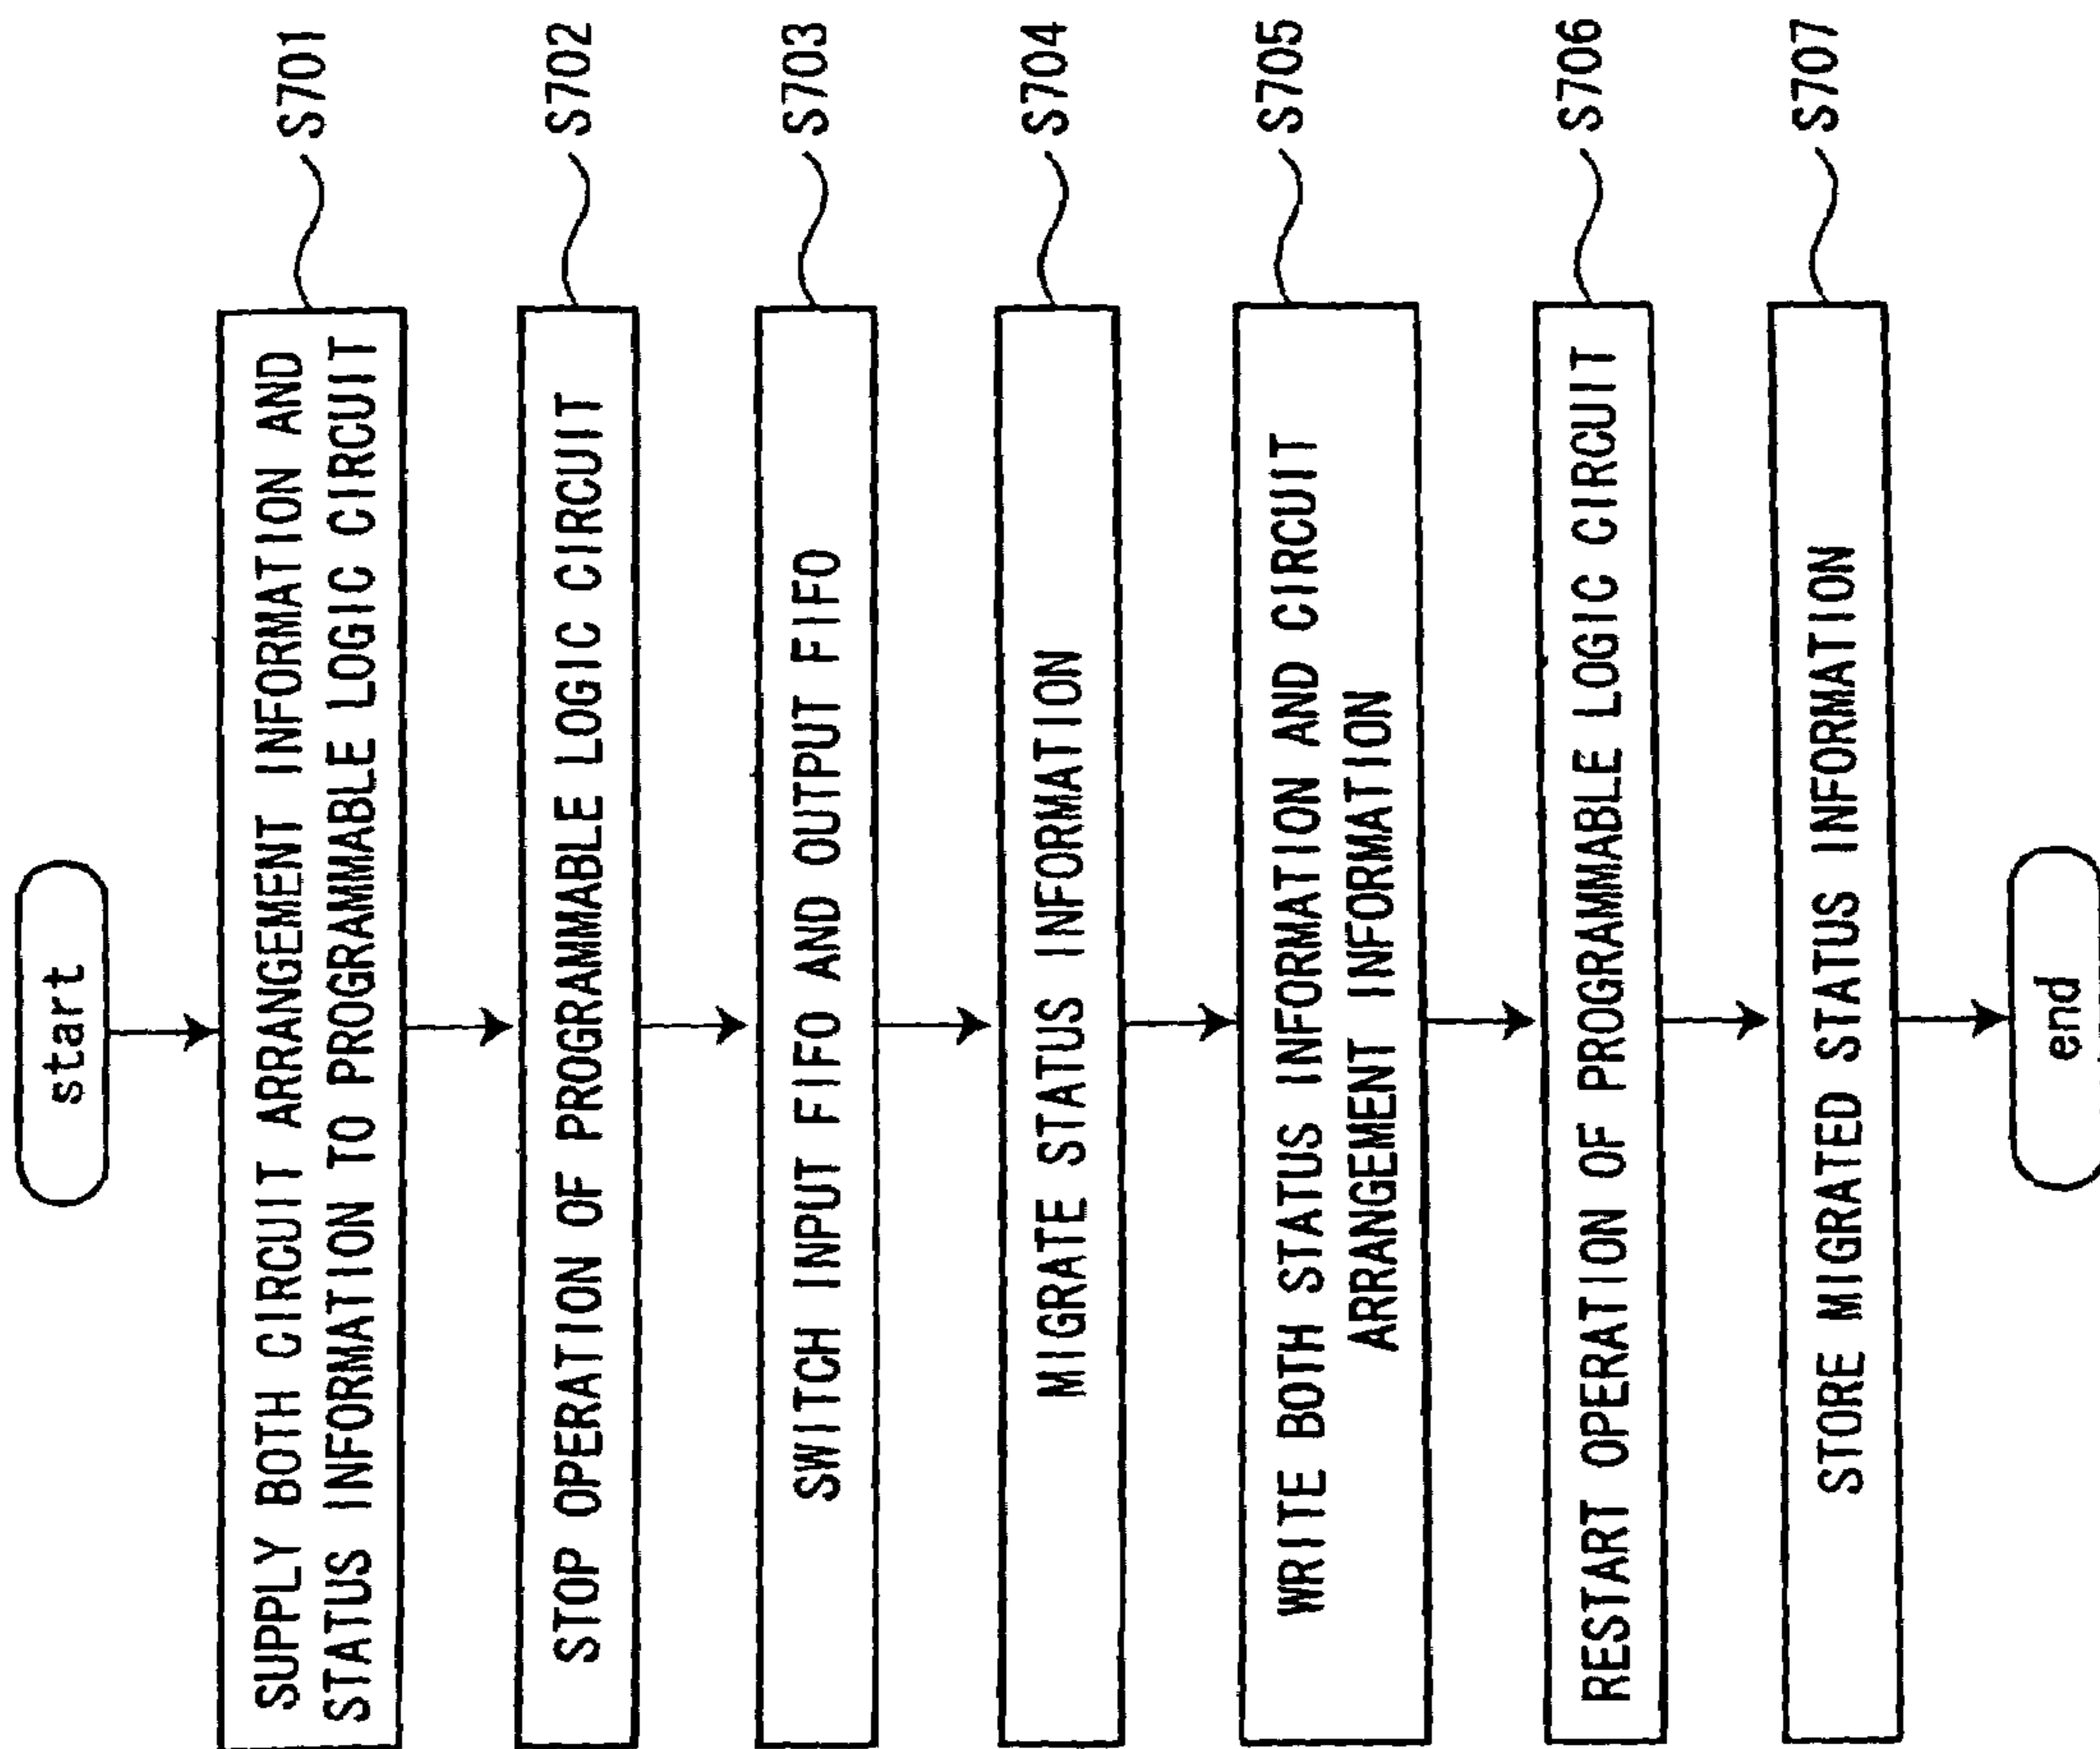 start
SUPPLY BOTH CIRCUIT ARRANGEMENT INFORMATION AND
STATUS INFORMATION TO PROGRAMMABLE LOGIC CIRCUIT
S701
STOP OPERATION OF PROGRAMMABLE LOGIC CIRCUIT
S702
SWITCH INPUT FIFO AND OUTPUT FIFO
S703
MIGRATE STATUS INFORMATION
S704
WRITE BOTH STATUS INFORMATION AND CIRCUIT
ARRANGEMENT INFORMATION
S705
RESTART OPERATION OF PROGRAMMABLE LOGIC CIRCUIT
S706
STORE MIGRATED STATUS INFORMATION
S707
end